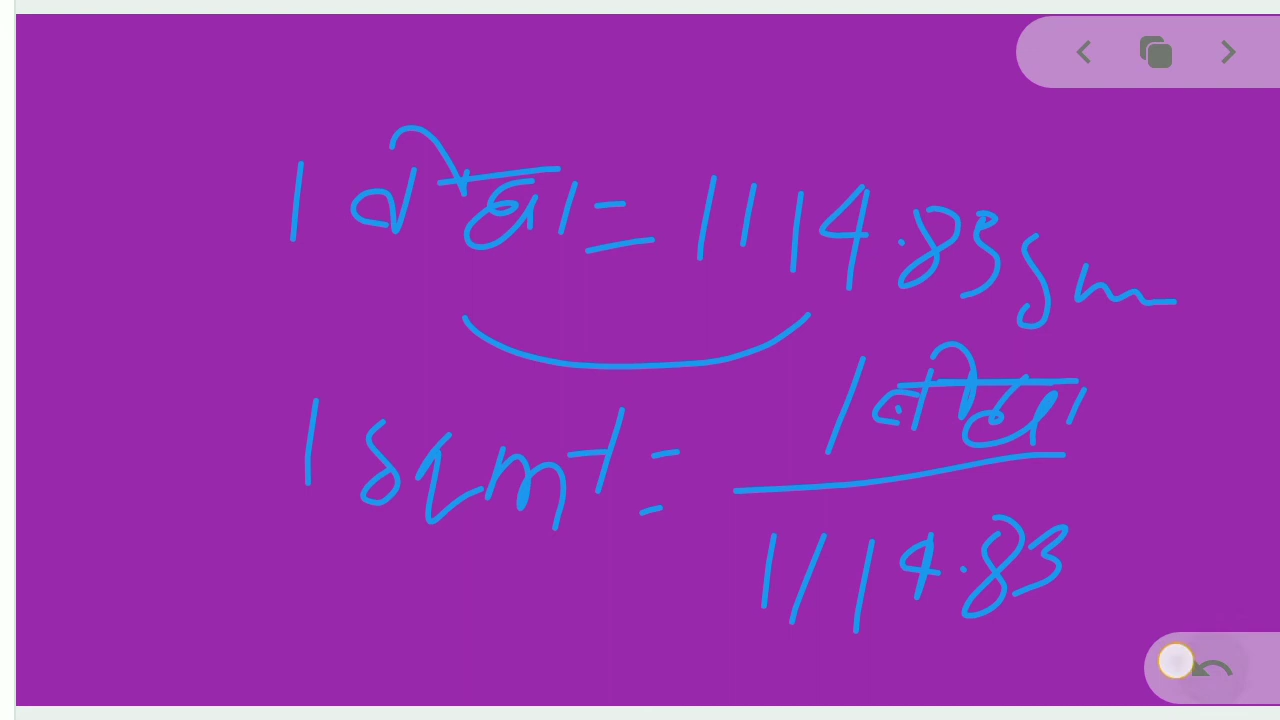 1 बीघा = 1114.83 sm
1 sqmt = 1 बीघा
1114.83